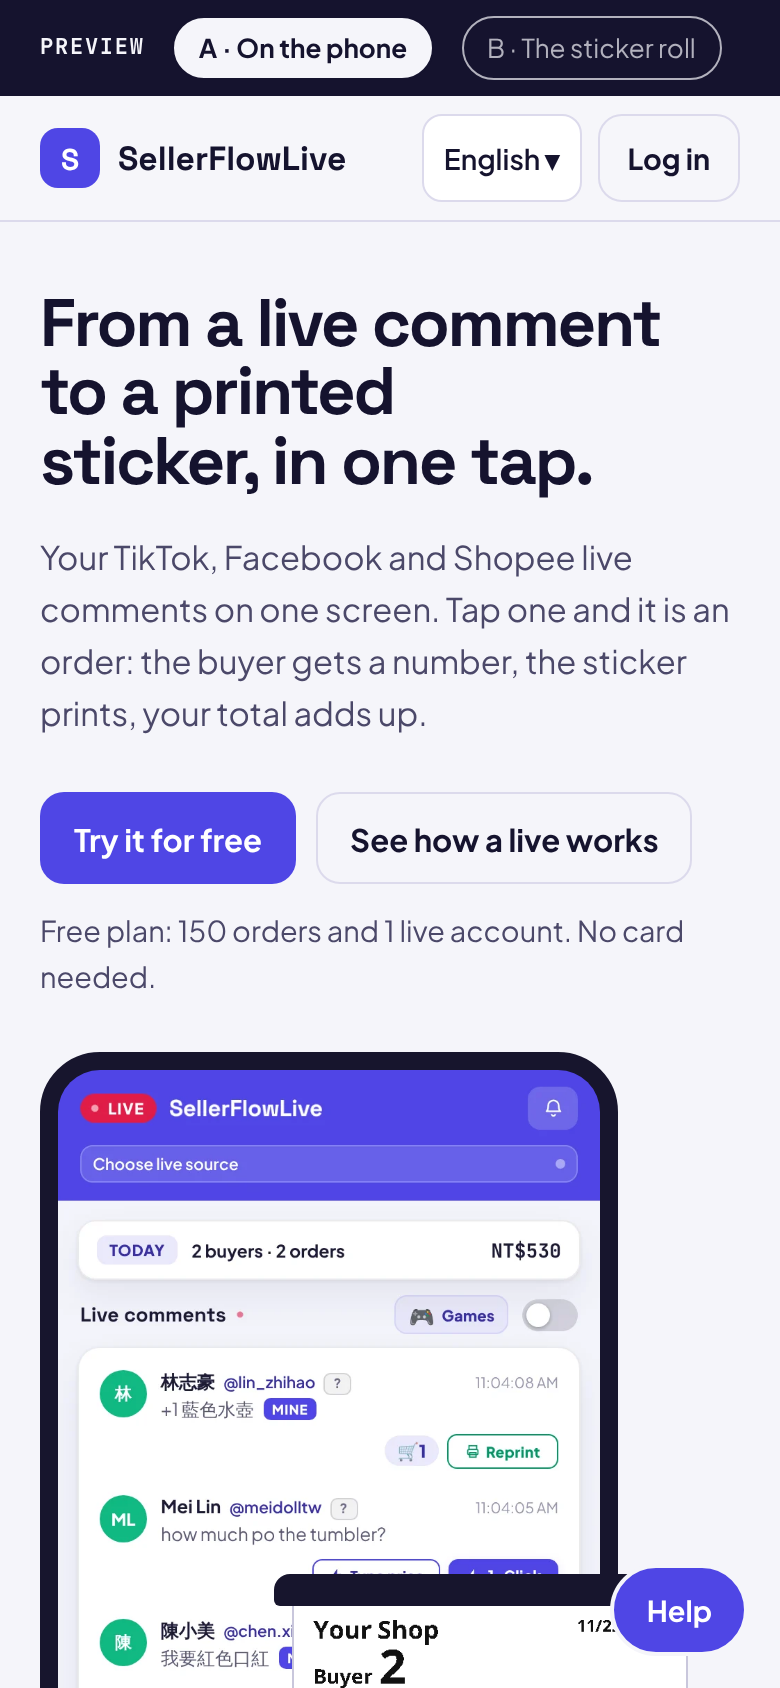 PREVIEW
A · On the phone
B · The sticker roll
S
SellerFlowLive
English ▼
Log in
From a live comment
to a printed
sticker, in one tap.
Your TikTok, Facebook and Shopee live
comments on one screen. Tap one and it is an
order: the buyer gets a number, the sticker
prints, your total adds up.
Try it for free
See how a live works
Free plan: 150 orders and 1 live account. No card
needed.
LIVE
SellerFlowLive
Choose live source
TODAY
2 buyers · 2 orders
NT$530
Live comments
Games
林
林志豪 @lin_zhihao ?
11:04:08 AM
+1 藍色水壺 MINE
1
Reprint
ML
Mei Lin @meidolltw ?
11:04:05 AM
how much po the tumbler?
陳
陳小美
我要紅色口紅
Your Shop
Buyer 2
Help